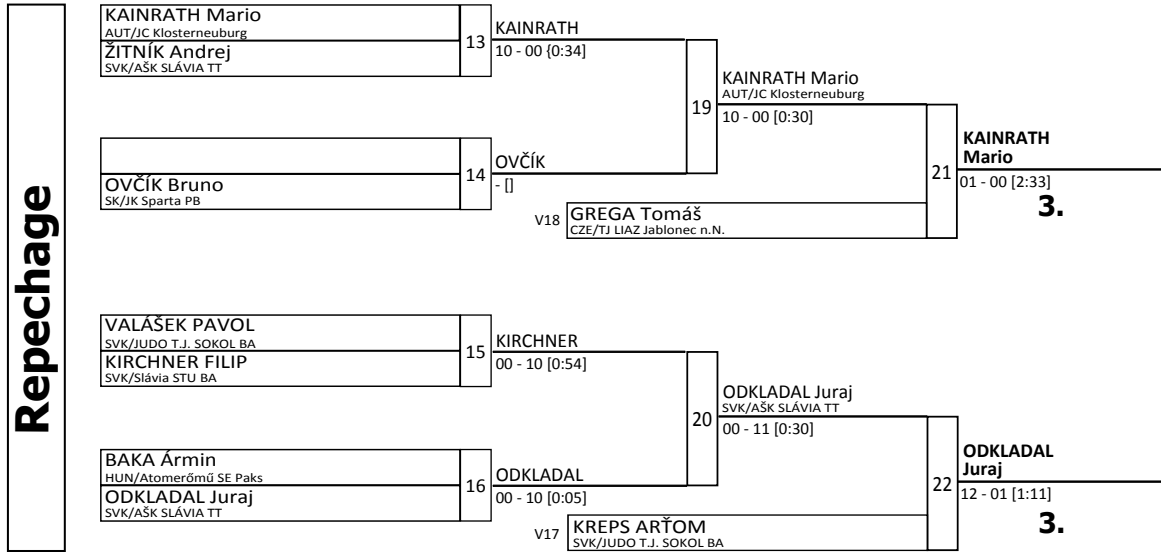 Repechage
KAINRATH Mario
AUT/JC Klosterneuburg
ŽITNÍK Andrej
SVK/AŠK SLÁVIA TT
13
KAINRATH
10 - 00 {0:34]
OVČÍK Bruno
SK/JK Sparta PB
14
OVČÍK
- []
19
KAINRATH Mario
AUT/JC Klosterneuburg
10 - 00 [0:30]
V18
GREGA Tomáš
CZE/TJ LIAZ Jablonec n.N.
21
KAINRATH
Mario
01 - 00 [2:33]
3.
VALÁŠEK PAVOL
SVK/JUDO T.J. SOKOL BA
KIRCHNER FILIP
SVK/Slávia STU BA
15
KIRCHNER
00 - 10 [0:54]
BAKA Ármin
HUN/Atomerőmű SE Paks
ODKLADAL Juraj
SVK/AŠK SLÁVIA TT
16
ODKLADAL
00 - 10 [0:05]
20
ODKLADAL Juraj
SVK/AŠK SLÁVIA TT
00 - 11 [0:30]
V17
KREPS ARŤOM
SVK/JUDO T.J. SOKOL BA
22
ODKLADAL
Juraj
12 - 01 [1:11]
3.